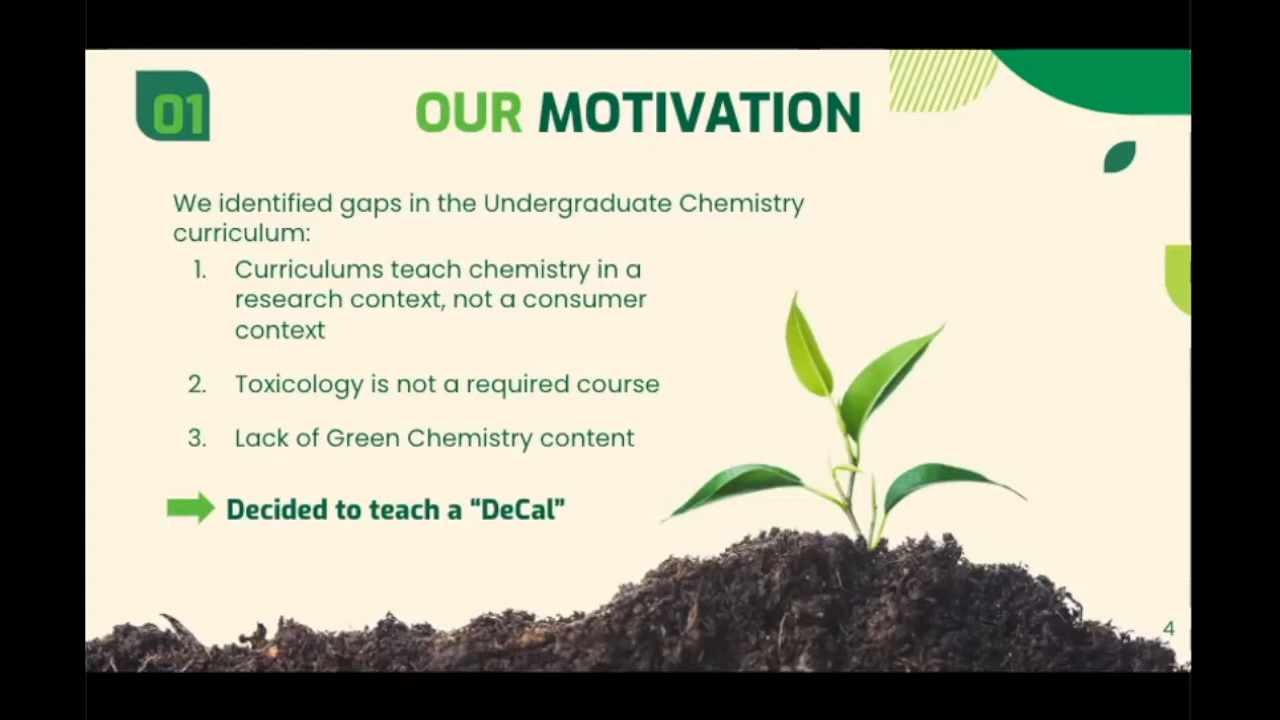 01
OUR MOTIVATION
We identified gaps in the Undergraduate Chemistry
curriculum:
1. Curriculums teach chemistry in a
research context, not a consumer
context
2. Toxicology is not a required course
3. Lack of Green Chemistry content
Decided to teach a “DeCal”
4